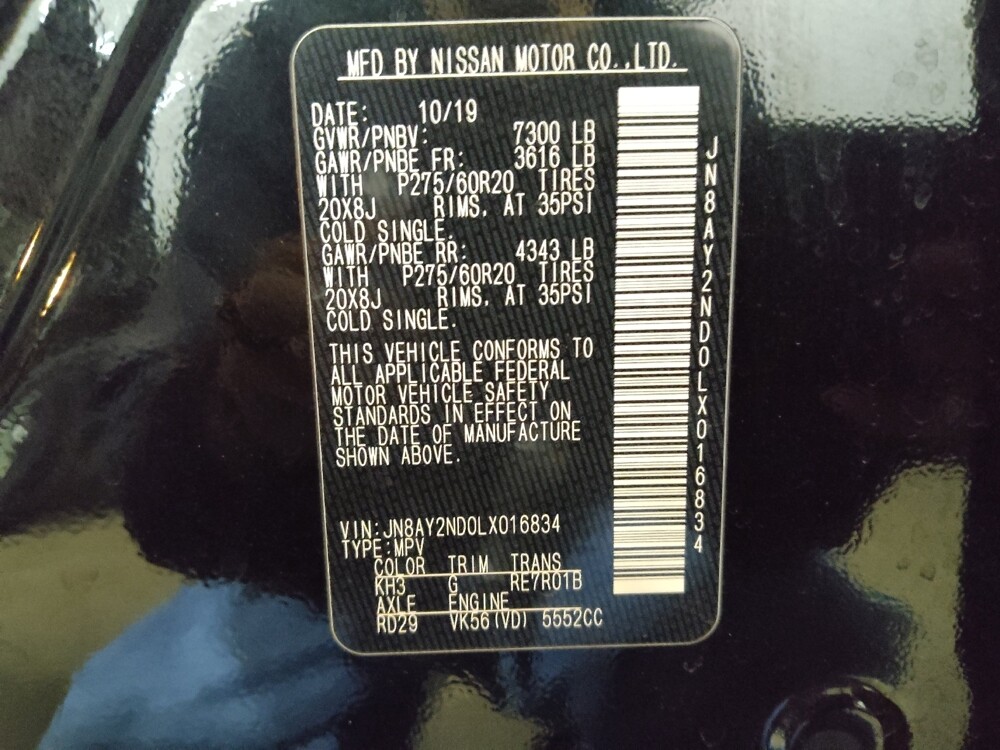 MFD BY NISSAN MOTOR CO.,LTD.
DATE: 10/19
GVWR/PNBV: 7300 LB
GAWR/PNBE FR: 3616 LB
WITH P275/60R20 TIRES
20X8J RIMS, AT 35PSI
COLD SINGLE.
GAWR/PNBE RR: 4343 LB
WITH P275/60R20 TIRES
20X8J RIMS, AT 35PSI
COLD SINGLE.
THIS VEHICLE CONFORMS TO
ALL APPLICABLE FEDERAL
MOTOR VEHICLE SAFETY
STANDARDS IN EFFECT ON
THE DATE OF MANUFACTURE
SHOWN ABOVE.
VIN:JN8AY2ND0LX016834
TYPE:MPV
COLOR TRIM TRANS
KH3 G RE7R01B
AXLE ENGINE
RD29 VK56(VD) 5552CC
JN8AY2ND0LX016834